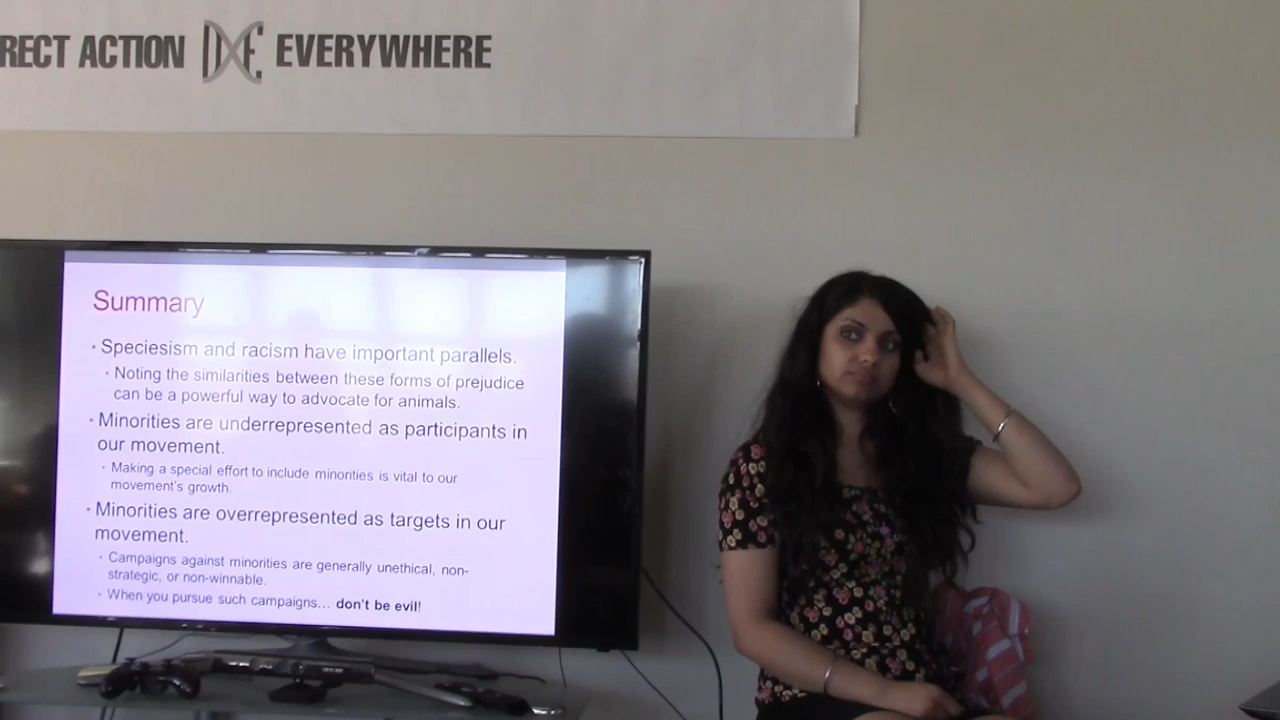 RECT ACTION DXE EVERYWHERE
Summary
• Speciesism and racism have important parallels.
• Noting the similarities between these forms of prejudice
can be a powerful way to advocate for animals.
• Minorities are underrepresented as participants in
our movement.
• Making a special effort to include minorities is vital to our
movement's growth.
• Minorities are overrepresented as targets in our
movement.
• Campaigns against minorities are generally unethical, non-
strategic, or non-winnable.
• When you pursue such campaigns... don't be evil!